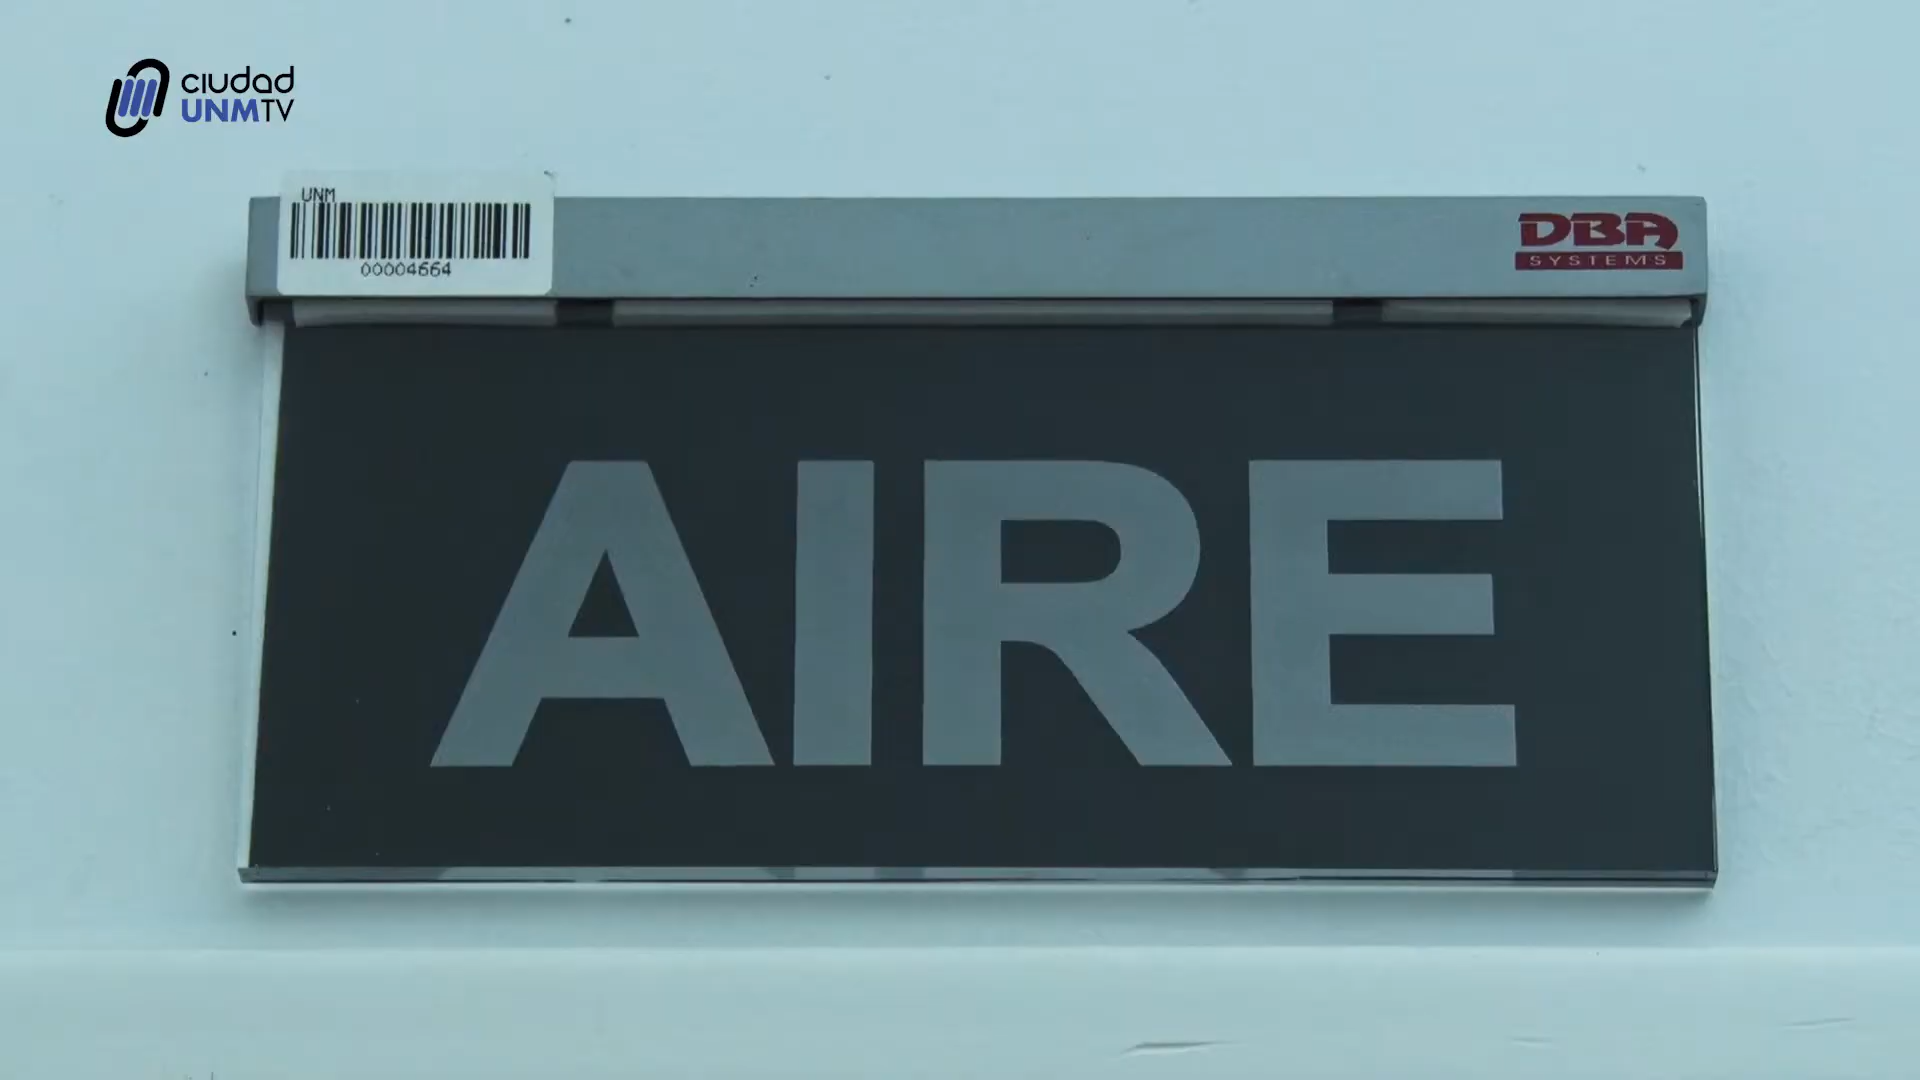 ciudad
UNMTV
UNM
00004664
DBA
SYSTEMS
AIRE